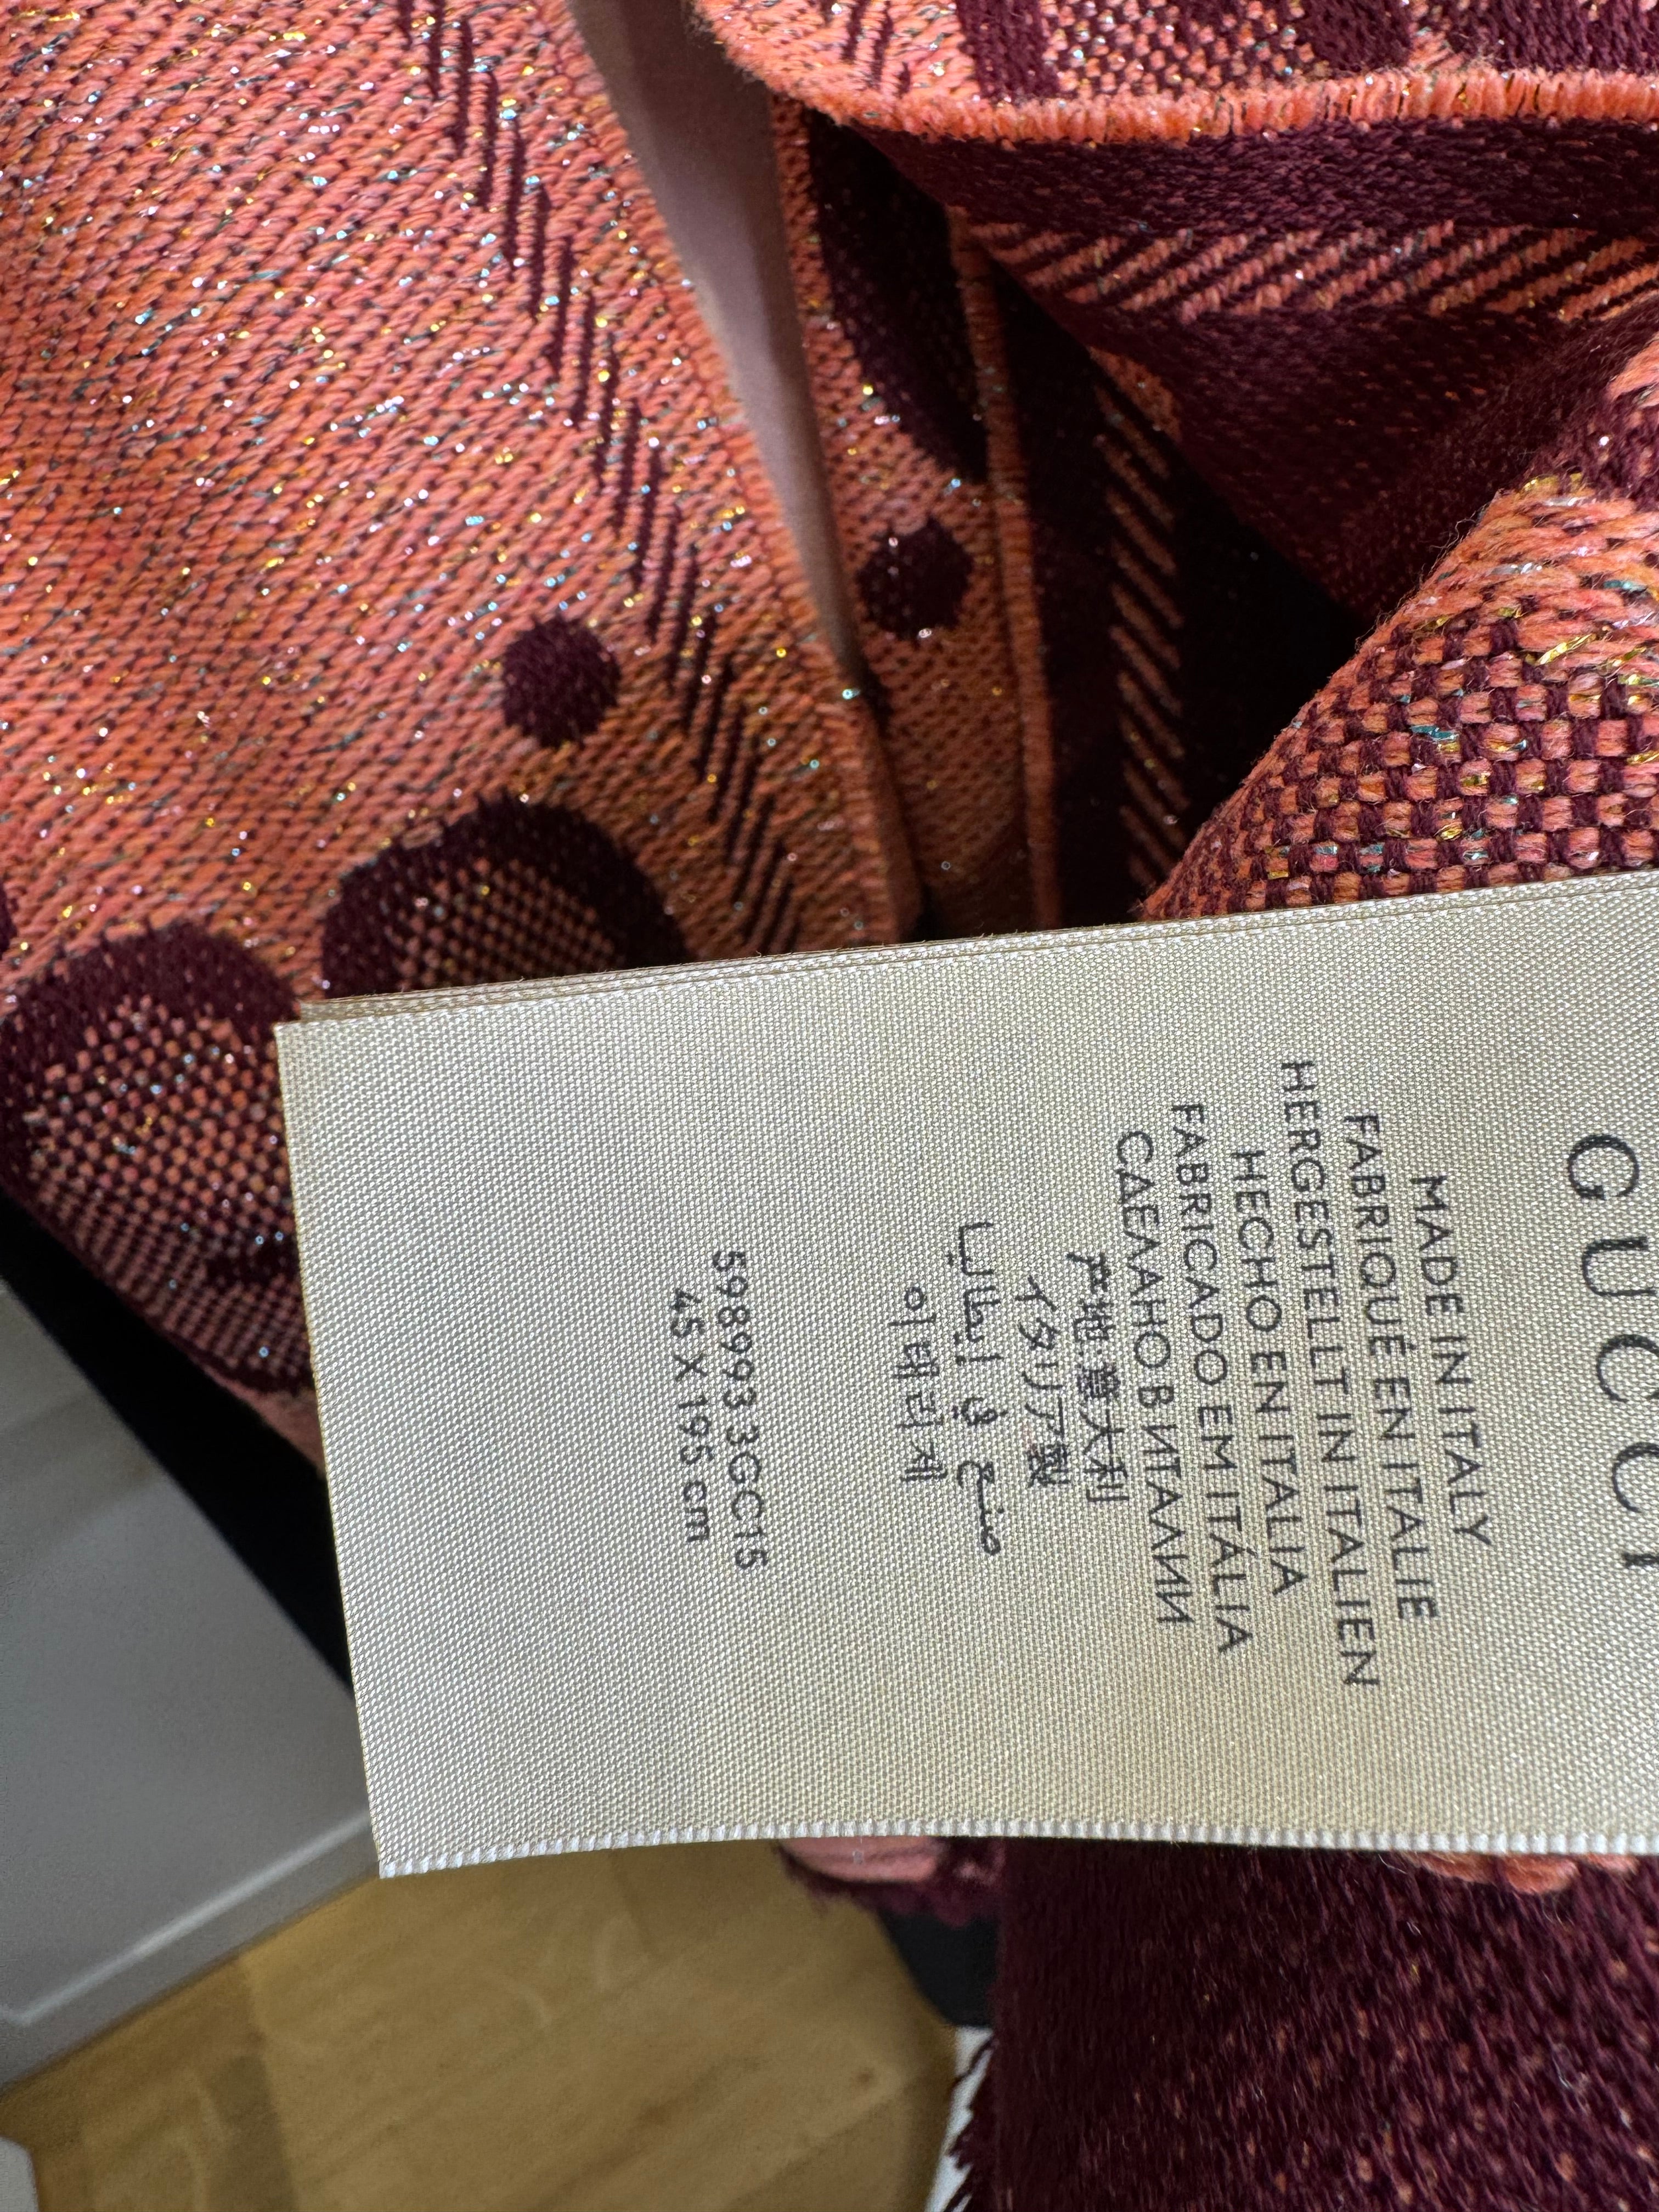 GUCCI
MADE IN ITALY
FABRIQUÉ EN ITALIE
HERGESTELLT IN ITALIEN
HECHO EN ITALIA
FABRICADO EM ITÁLIA
СДЕЛАНО В ИТАЛИИ
产地:意大利
イタリア製
صنع في إيطاليا
이태리제
598993 3GC15
45 X 195 cm